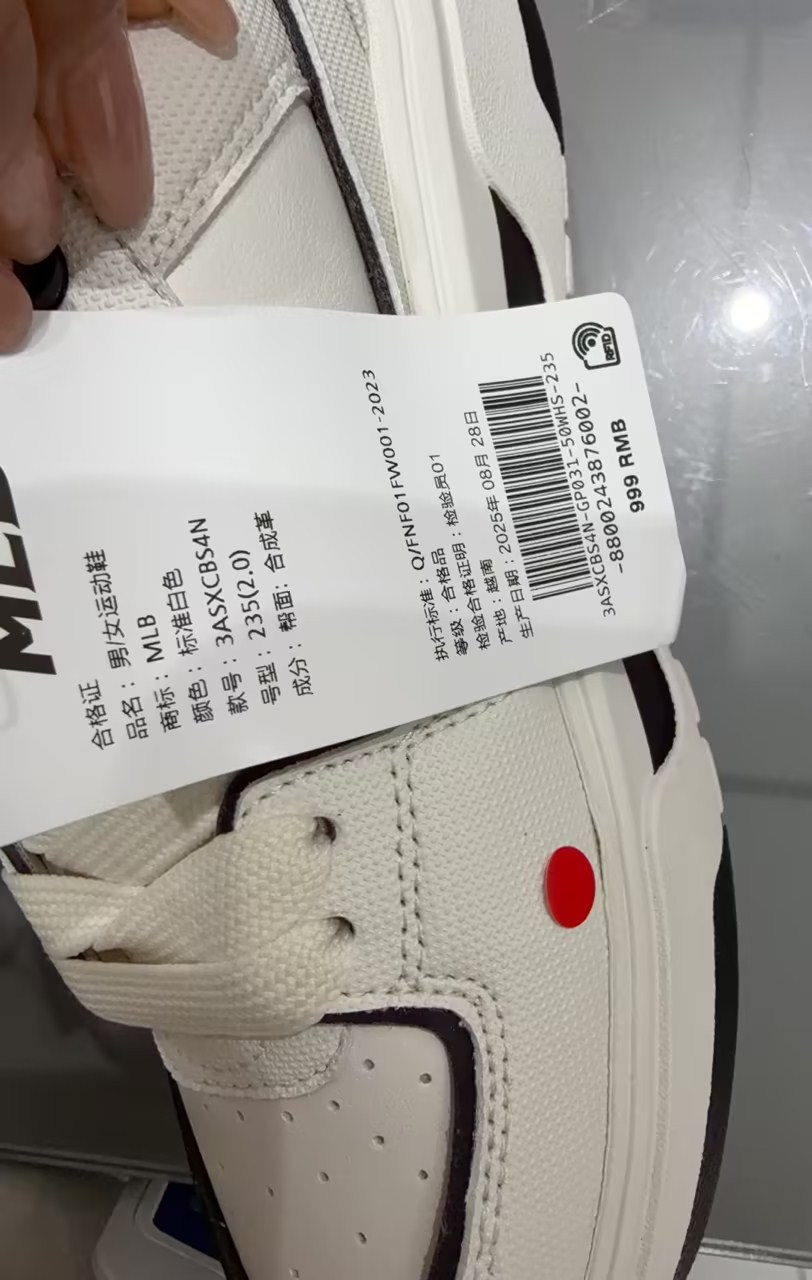 MLB
合格证
品名：男/女运动鞋
商标：MLB
颜色：标准白色
款号：3ASXCBS4N
号型：235(2.0)
成分：帮面：合成革
Q/FNF01FW001-2023
执行标准：
等级：合格品
检验合格证明：检验员01
产地：越南
生产日期：2025年 08月 28日
3ASXCBS4N-GP031-50WHS-235
-8800243876002-
999 RMB
RFID